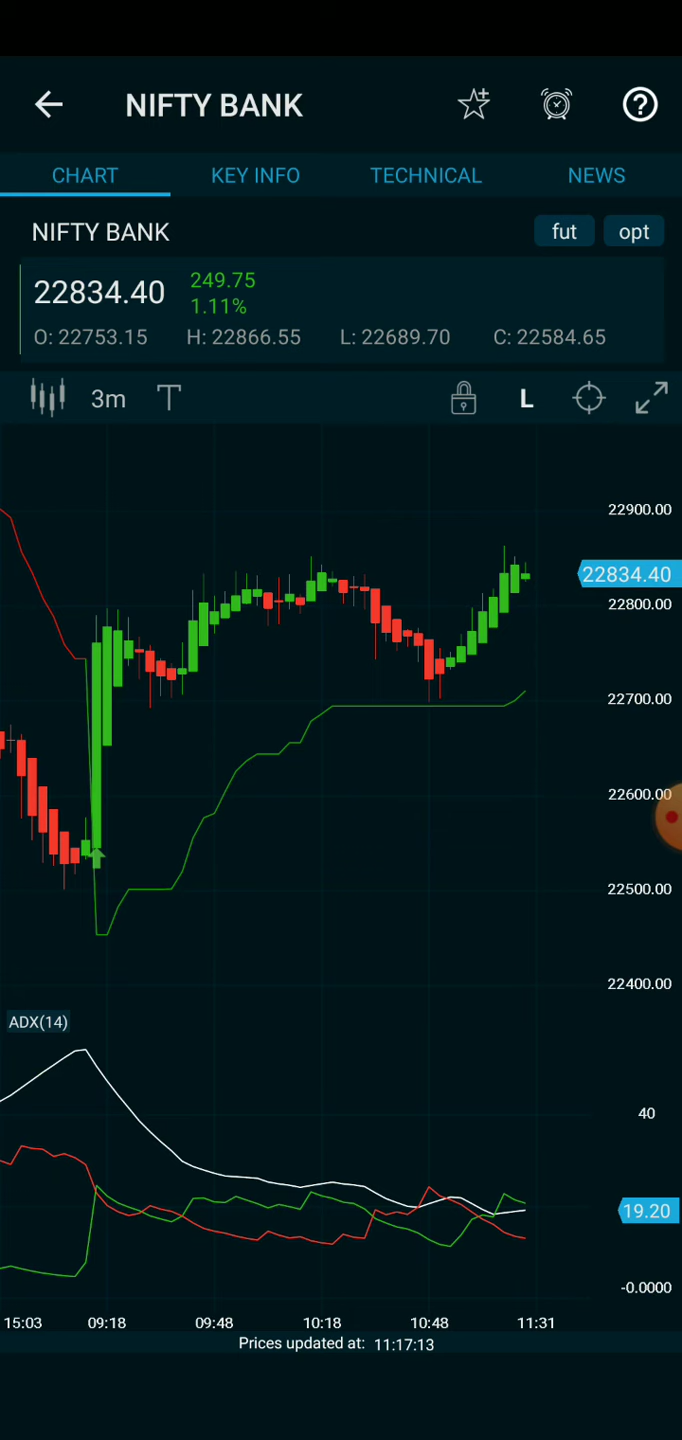 NIFTY BANK
CHART KEY INFO TECHNICAL NEWS
NIFTY BANK fut opt
22834.40 249.75
1.11%
O: 22753.15 H: 22866.55 L: 22689.70 C: 22584.65
3m T L
22900.00
22834.40
22800.00
22700.00
22600.00
22500.00
22400.00
ADX(14)
40
19.20
-0.0000
15:03 09:18 09:48 10:18 10:48 11:31
Prices updated at: 11:17:13